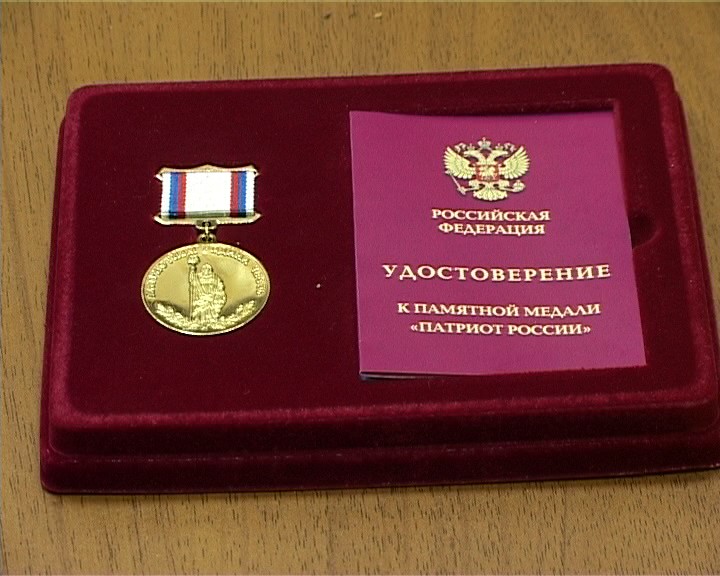 РОССИЙСКАЯ
ФЕДЕРАЦИЯ
УДОСТОВЕРЕНИЕ
К ПАМЯТНОЙ МЕДАЛИ
«ПАТРИОТ РОССИИ»